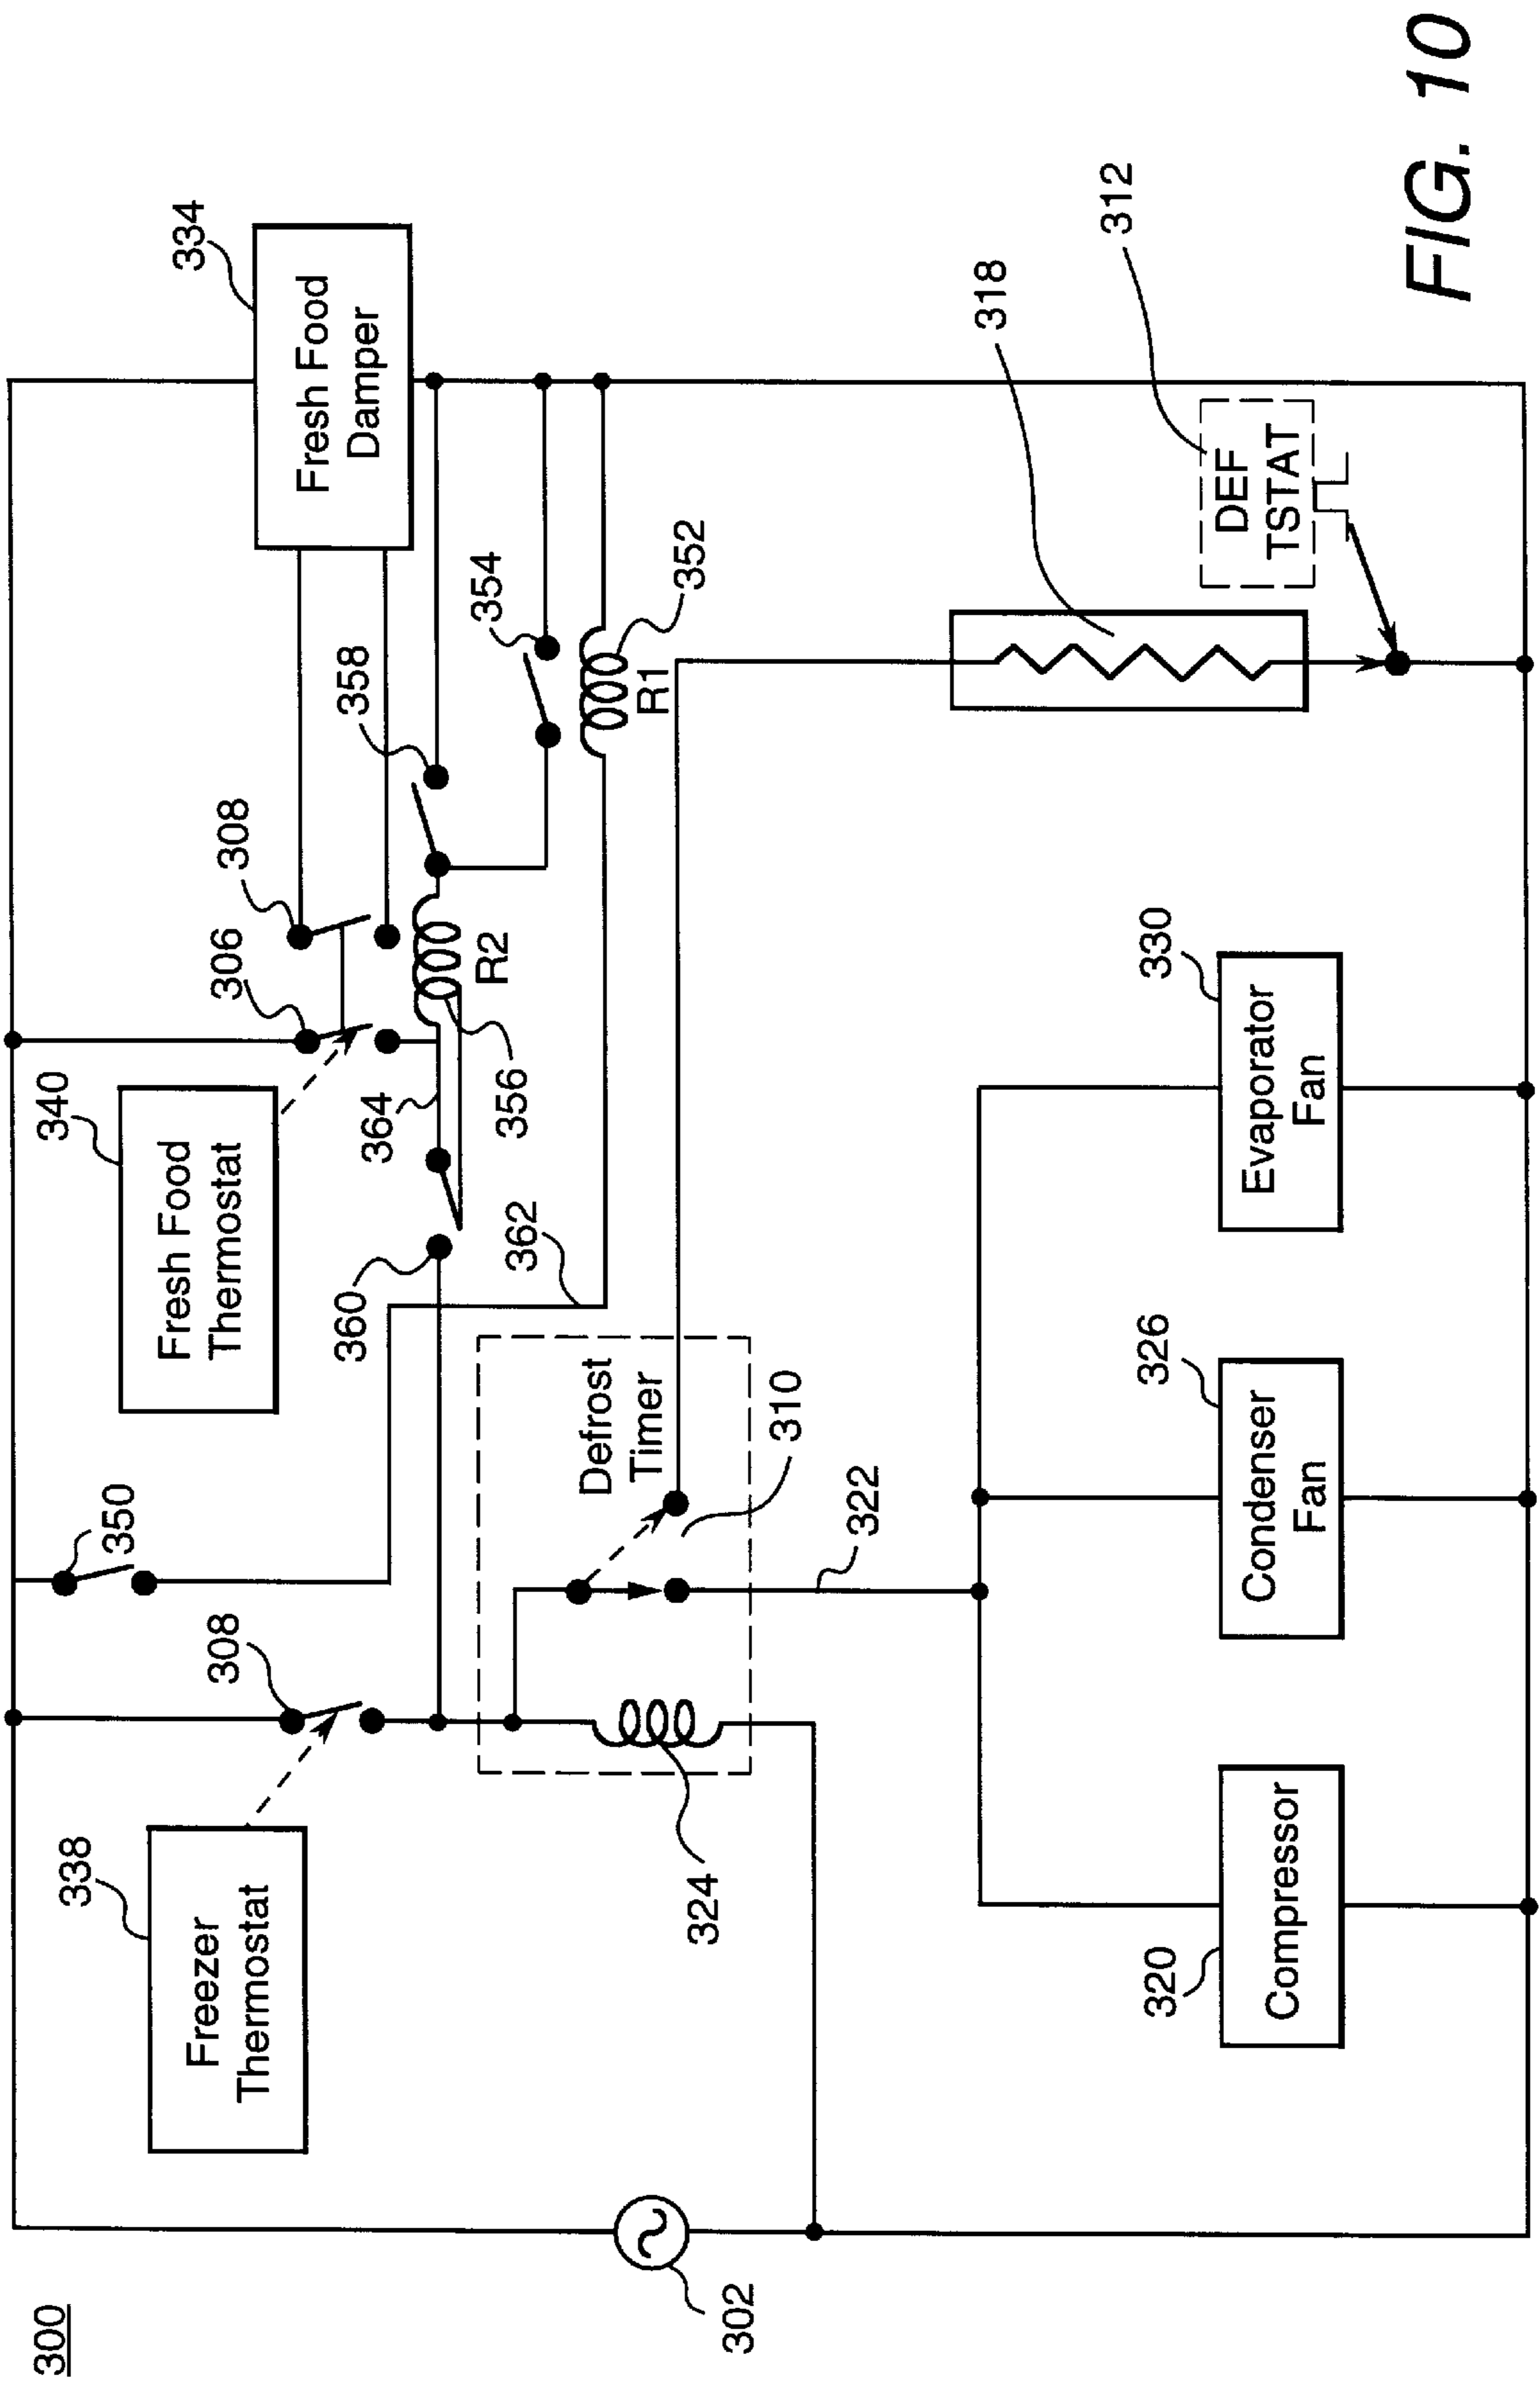 300
302
338
Freezer
Thermostat
308
350
340
Fresh Food
Thermostat
306
308
334
Fresh Food
Damper
360
362
364
356
R2
358
354
R1
352
Defrost
Timer
310
324
322
318
312
DEF
TSTAT
320
Compressor
326
Condenser
Fan
330
Evaporator
Fan
FIG. 10